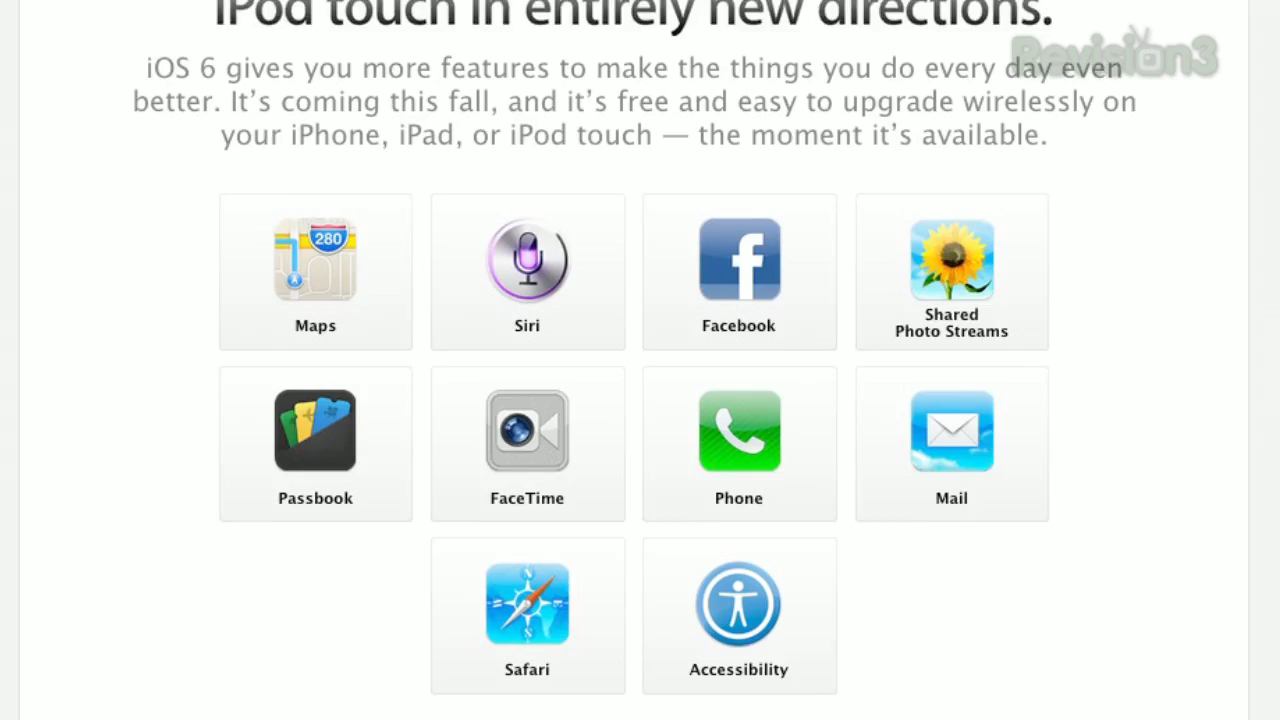 iPod touch in entirely new directions.
Revision3
iOS 6 gives you more features to make the things you do every day even
better. It’s coming this fall, and it’s free and easy to upgrade wirelessly on
your iPhone, iPad, or iPod touch — the moment it’s available.
280
Maps
Siri
Facebook
Shared
Photo Streams
Passbook
FaceTime
Phone
Mail
N
S
Safari
Accessibility